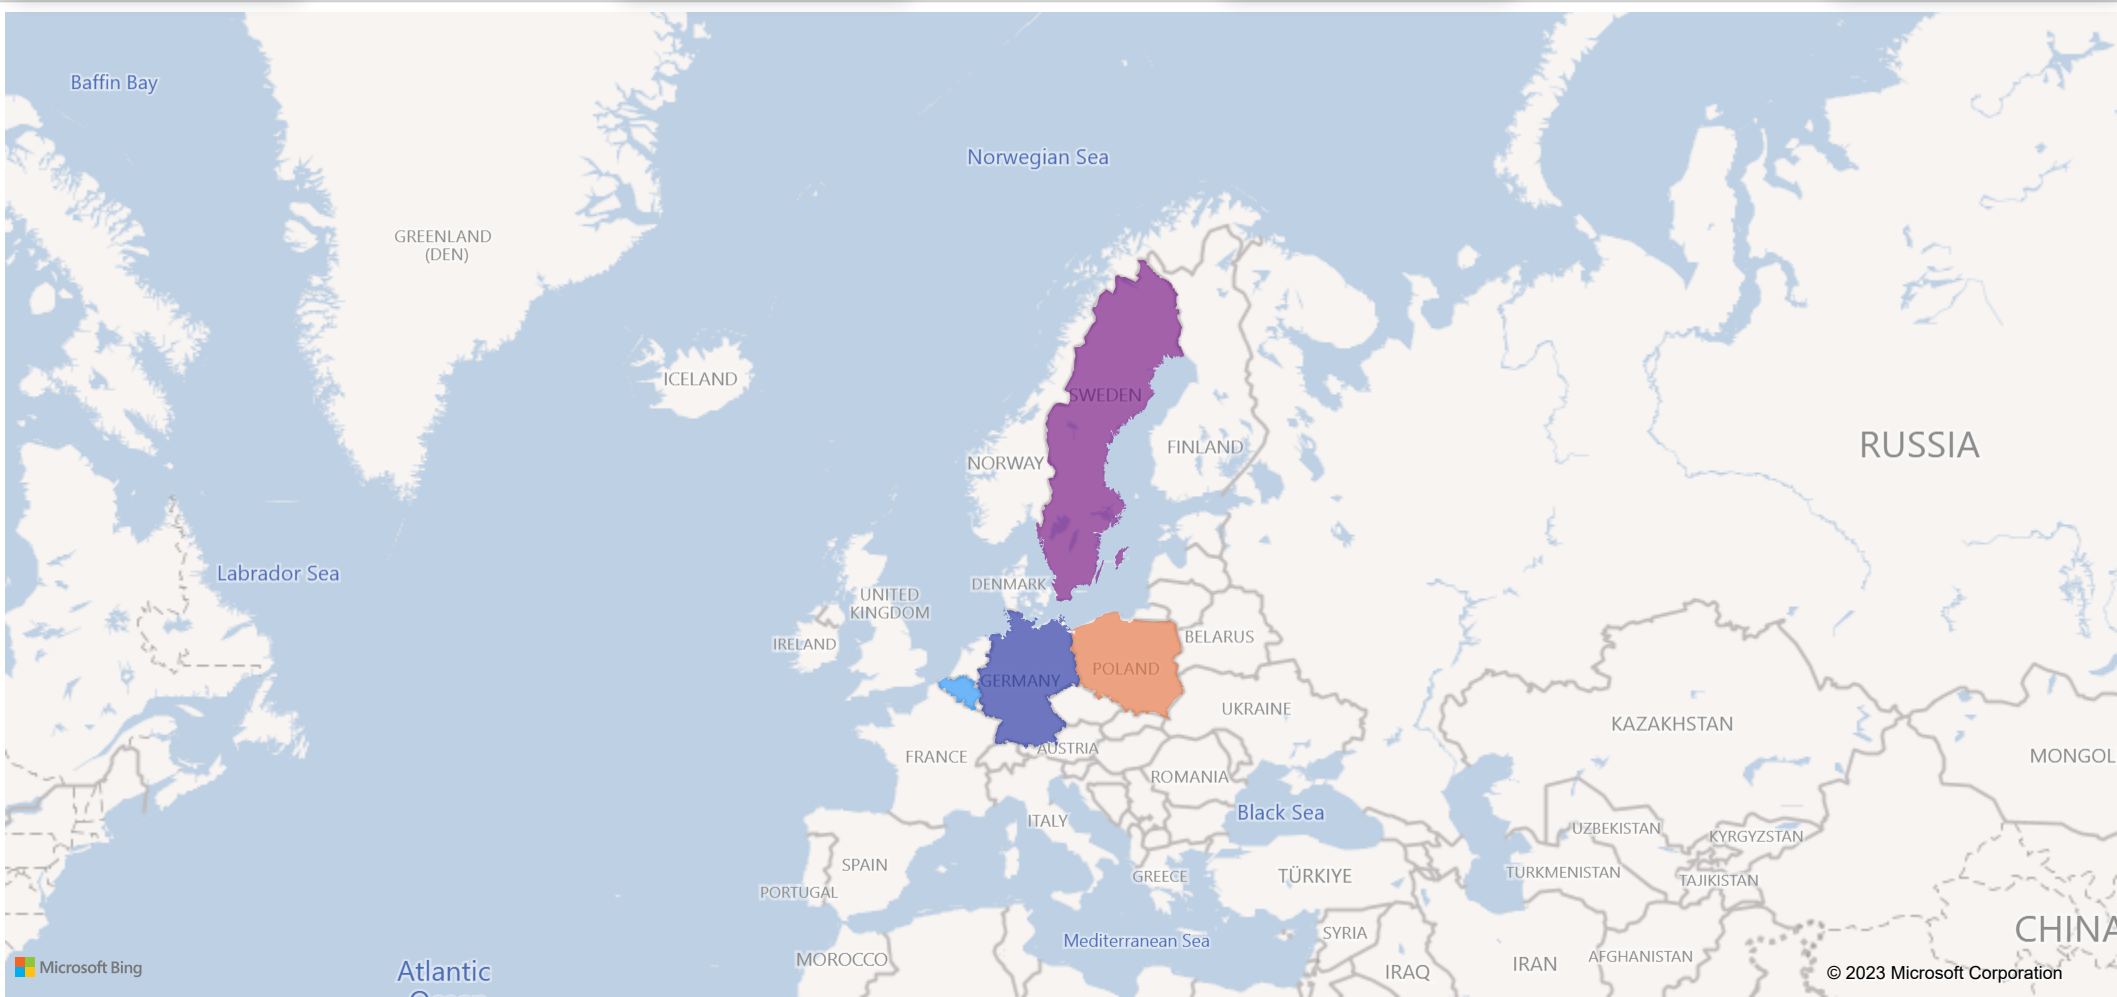 Baffin Bay
Norwegian Sea
GREENLAND
(DEN)
ICELAND
SWEDEN
RUSSIA
FINLAND
NORWAY
Labrador Sea
DENMARK
UNITED
KINGDOM
IRELAND
BELARUS
POLAND
GERMANY
UKRAINE
KAZAKHSTAN
AUSTRIA
FRANCE
MONGOL
ROMANIA
Black Sea
ITALY
UZBEKISTAN
KYRGYZSTAN
SPAIN
GREECE
TÜRKIYE
TURKMENISTAN
TAJIKISTAN
PORTUGAL
CHINA
SYRIA
Mediterranean Sea
MOROCCO
IRAN
AFGHANISTAN
IRAQ
Microsoft Bing
Atlantic
© 2023 Microsoft Corporation